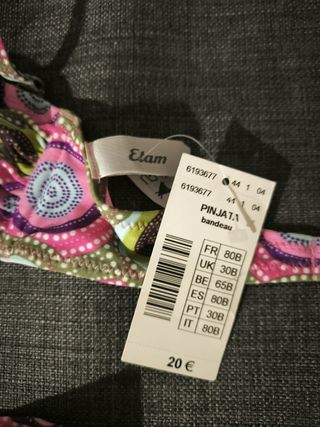 Etam
6193677 44 1 04
6193677 44 1 04
PINJATA
bandeau
FR 80B
UK 30B
BE 65B
ES 80B
PT 30B
IT 80B
20 €